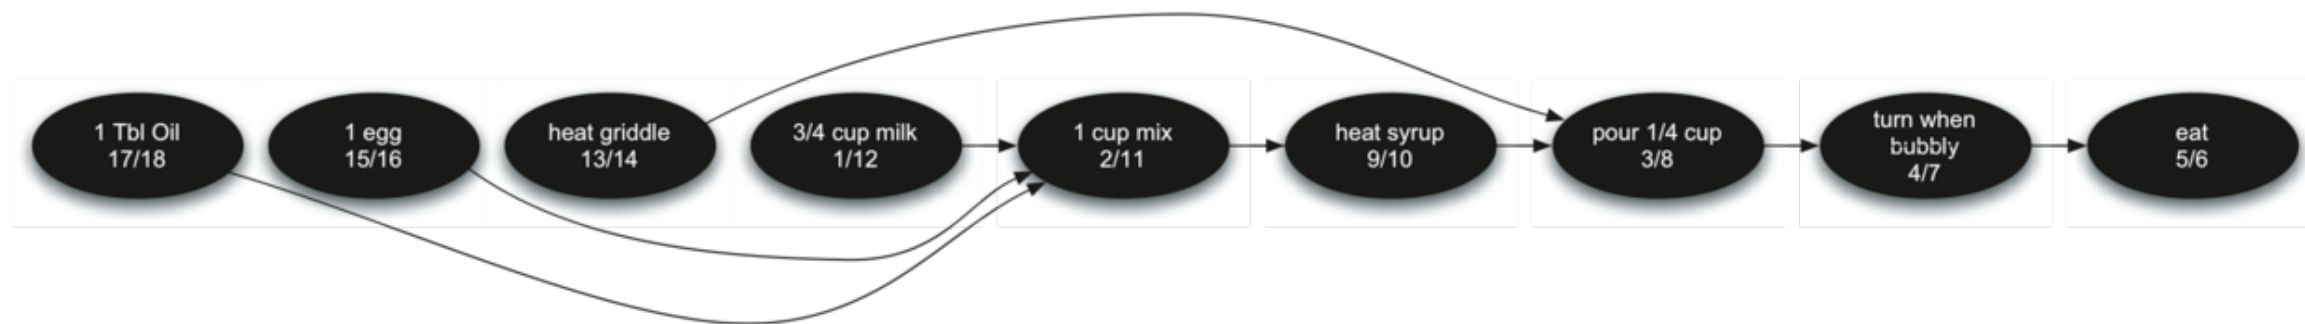 1 Tbl Oil
17/18
1 egg
15/16
heat griddle
13/14
3/4 cup milk
1/12
1 cup mix
2/11
heat syrup
9/10
pour 1/4 cup
3/8
turn when
bubbly
4/7
eat
5/6